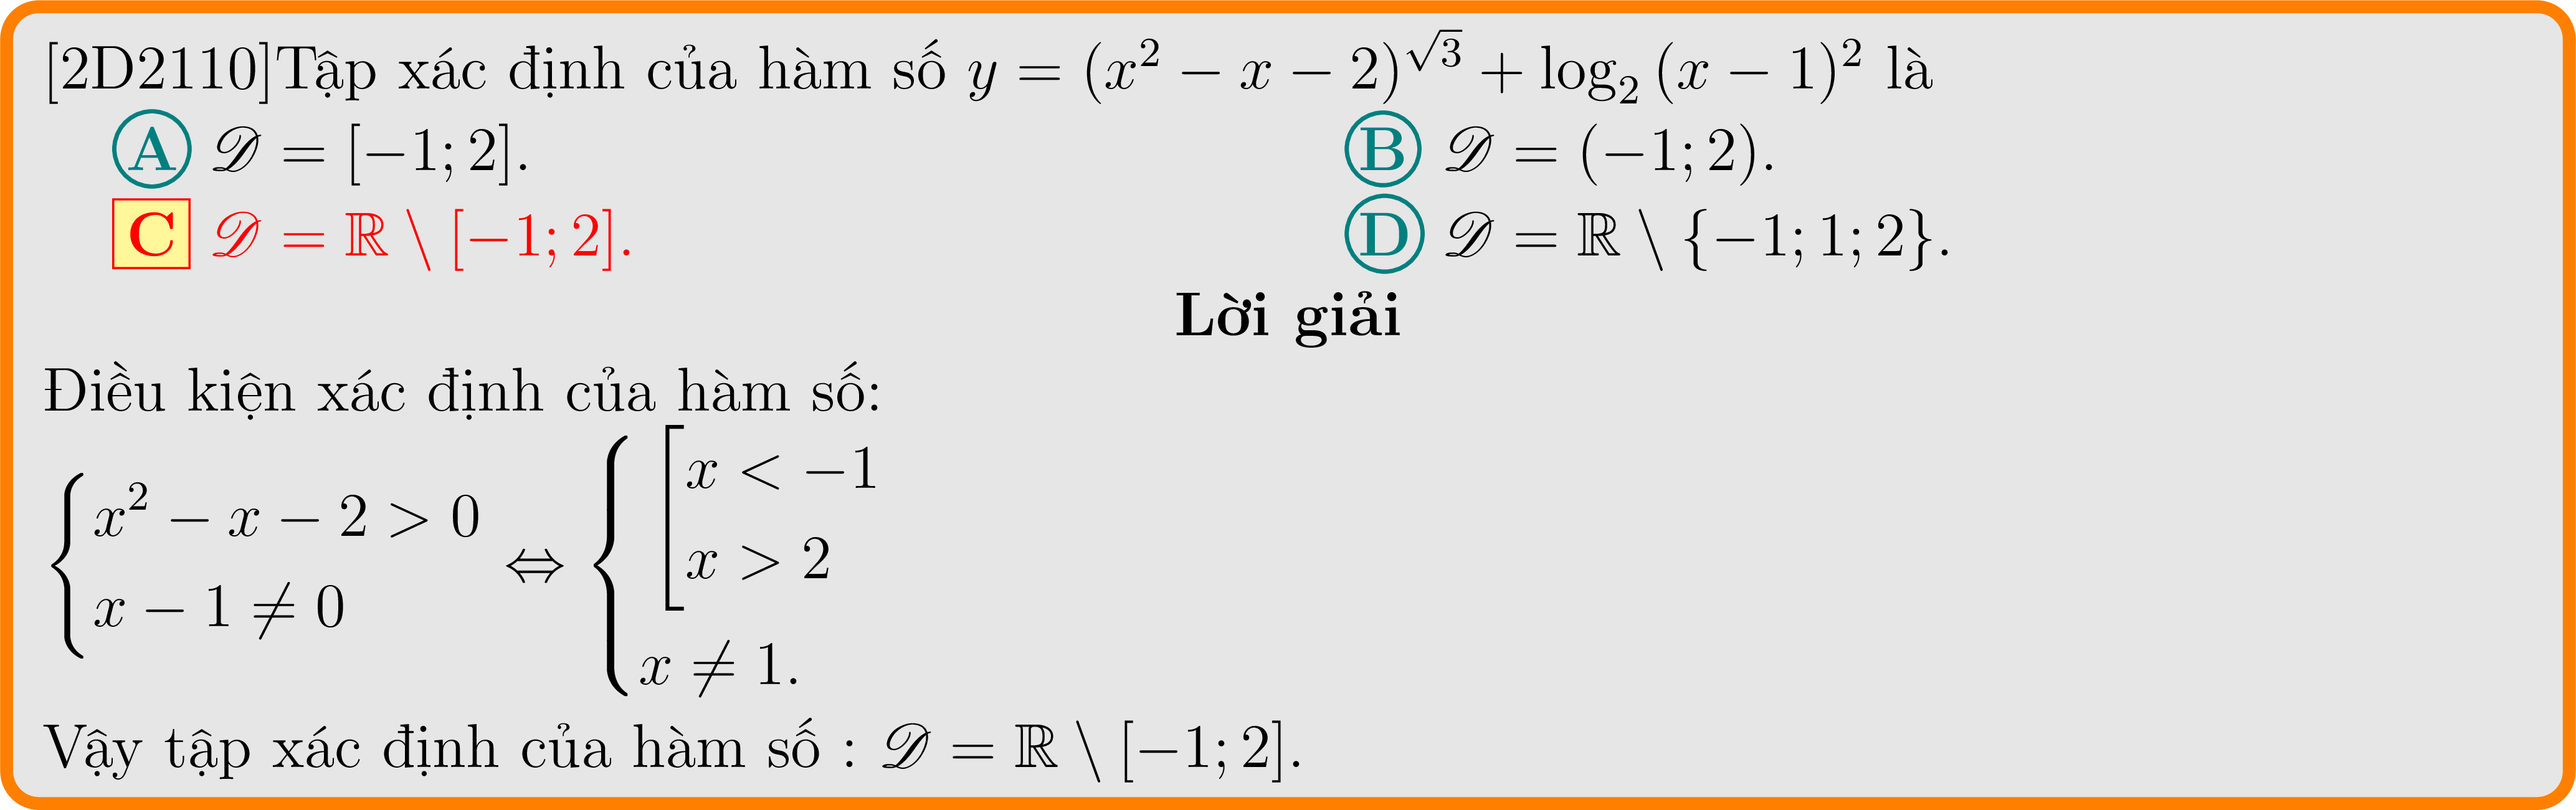 [2D2110]Tập xác định của hàm số $y = (x^2 - x - 2)^{\sqrt{3}} + \log_2 (x - 1)^2$ là
A $\mathscr{D} = [-1; 2]$. B $\mathscr{D} = (-1; 2)$.
C $\mathscr{D} = \mathbb{R} \setminus [-1; 2]$. D $\mathscr{D} = \mathbb{R} \setminus \{-1; 1; 2\}$.
Lời giải
Điều kiện xác định của hàm số:
$\begin{cases} x^2 - x - 2 > 0 \\ x - 1 \neq 0 \end{cases} \Leftrightarrow \begin{cases} \left[ \begin{array}{l} x < -1 \\ x > 2 \end{array} \right. \\ x \neq 1. \end{cases}$
Vậy tập xác định của hàm số : $\mathscr{D} = \mathbb{R} \setminus [-1; 2]$.